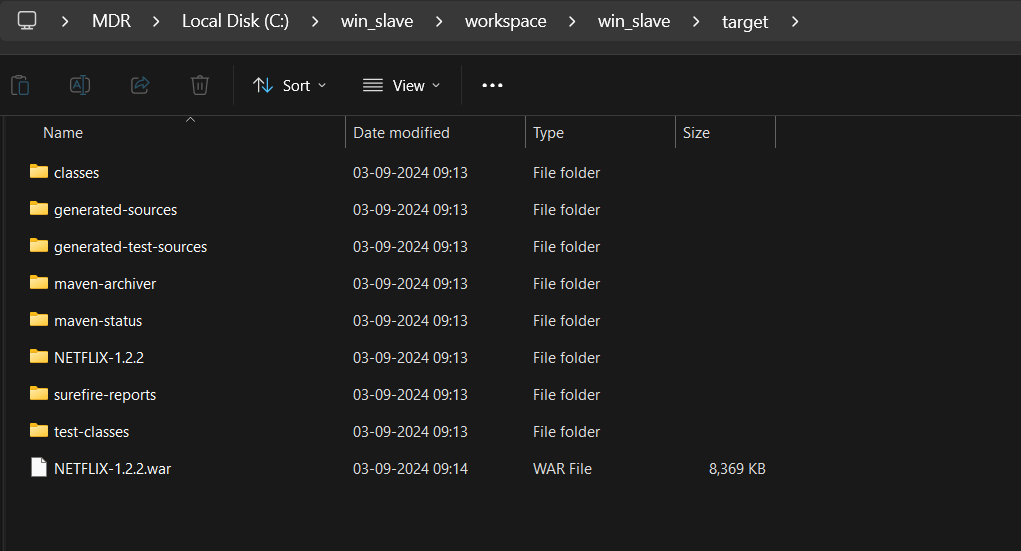 MDR > Local Disk (C:) > win_slave > workspace > win_slave > target >
Sort View
Name Date modified Type Size
classes 03-09-2024 09:13 File folder
generated-sources 03-09-2024 09:13 File folder
generated-test-sources 03-09-2024 09:13 File folder
maven-archiver 03-09-2024 09:13 File folder
maven-status 03-09-2024 09:13 File folder
NETFLIX-1.2.2 03-09-2024 09:13 File folder
surefire-reports 03-09-2024 09:13 File folder
test-classes 03-09-2024 09:13 File folder
NETFLIX-1.2.2.war 03-09-2024 09:14 WAR File 8,369 KB